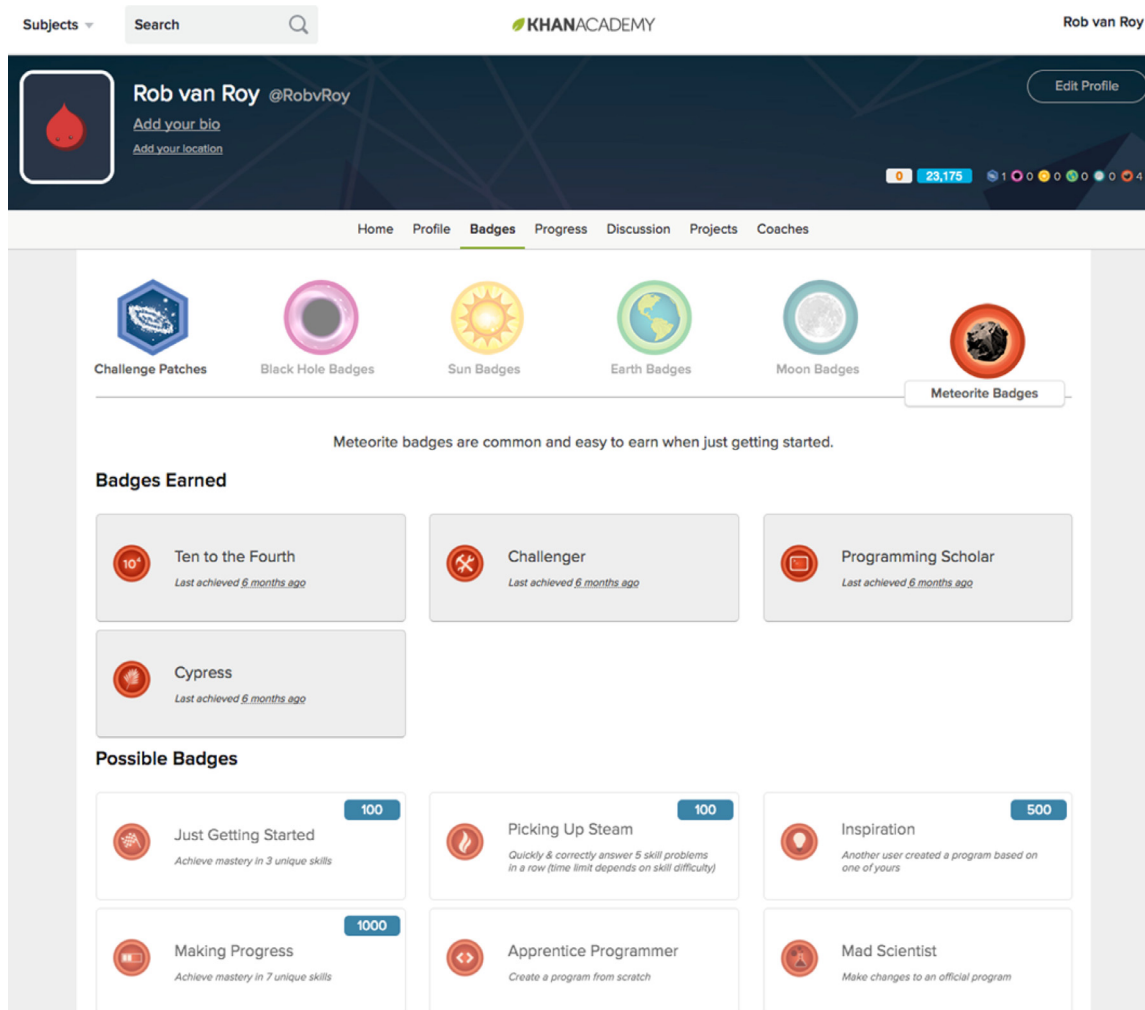 Subjects
Search
KHANACADEMY
Rob van Roy
Rob van Roy @RobvRoy
Edit Profile
Add your bio
Add your location
0 23,175 1 0 0 0 0 4
Home Profile Badges Progress Discussion Projects Coaches
Challenge Patches
Black Hole Badges
Sun Badges
Earth Badges
Moon Badges
Meteorite Badges
Meteorite badges are common and easy to earn when just getting started.
Badges Earned
10⁴
Ten to the Fourth
Last achieved 6 months ago
Challenger
Last achieved 6 months ago
Programming Scholar
Last achieved 6 months ago
Cypress
Last achieved 6 months ago
Possible Badges
100
Just Getting Started
Achieve mastery in 3 unique skills
100
Picking Up Steam
Quickly & correctly answer 5 skill problems
in a row (time limit depends on skill difficulty)
500
Inspiration
Another user created a program based on
one of yours
1000
Making Progress
Achieve mastery in 7 unique skills
Apprentice Programmer
Create a program from scratch
Mad Scientist
Make changes to an official program